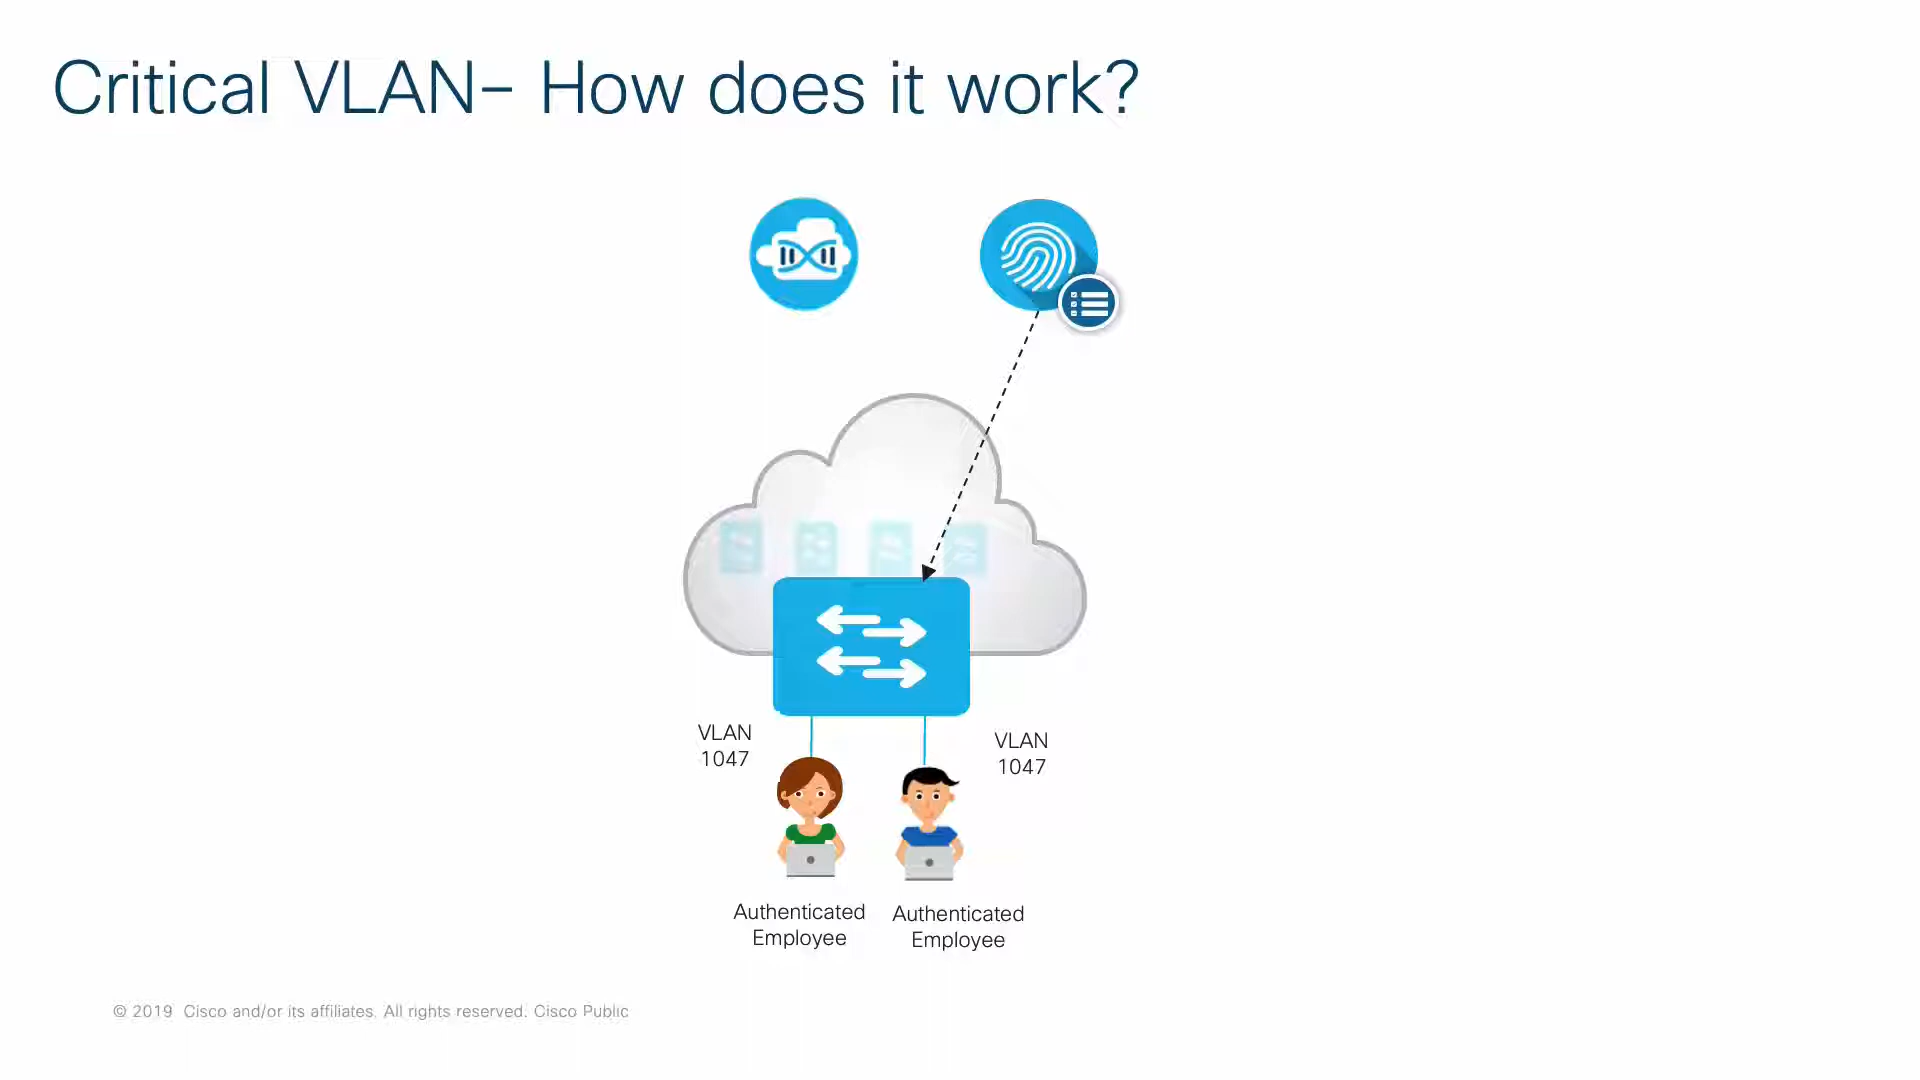 Critical VLAN– How does it work?
VLAN
1047
VLAN
1047
Authenticated
Employee
Authenticated
Employee
© 2019 Cisco and/or its affiliates. All rights reserved. Cisco Public